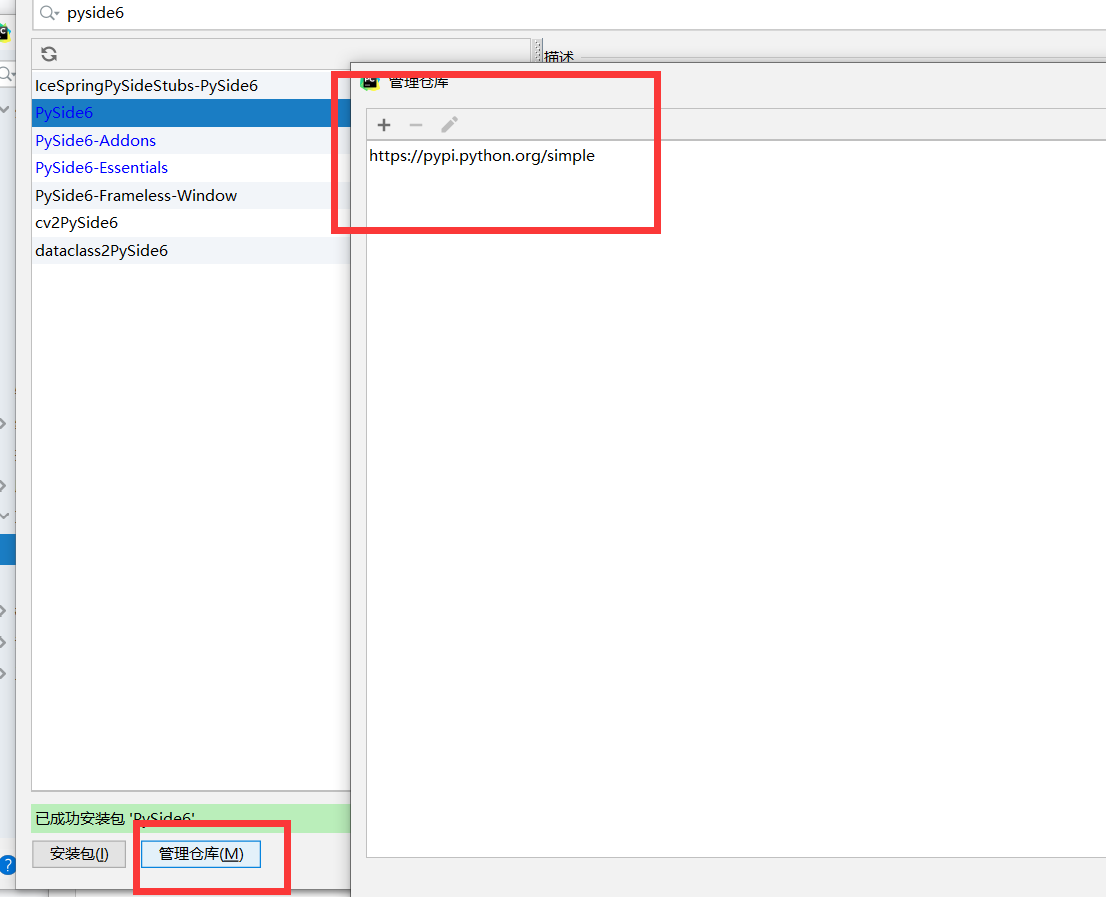 pyside6
描述
IceSpringPySideStubs-PySide6
PySide6
PySide6-Addons
PySide6-Essentials
PySide6-Frameless-Window
cv2PySide6
dataclass2PySide6
管理仓库
https://pypi.python.org/simple
已成功安装包 'PySide6'
安装包(I)
管理仓库(M)